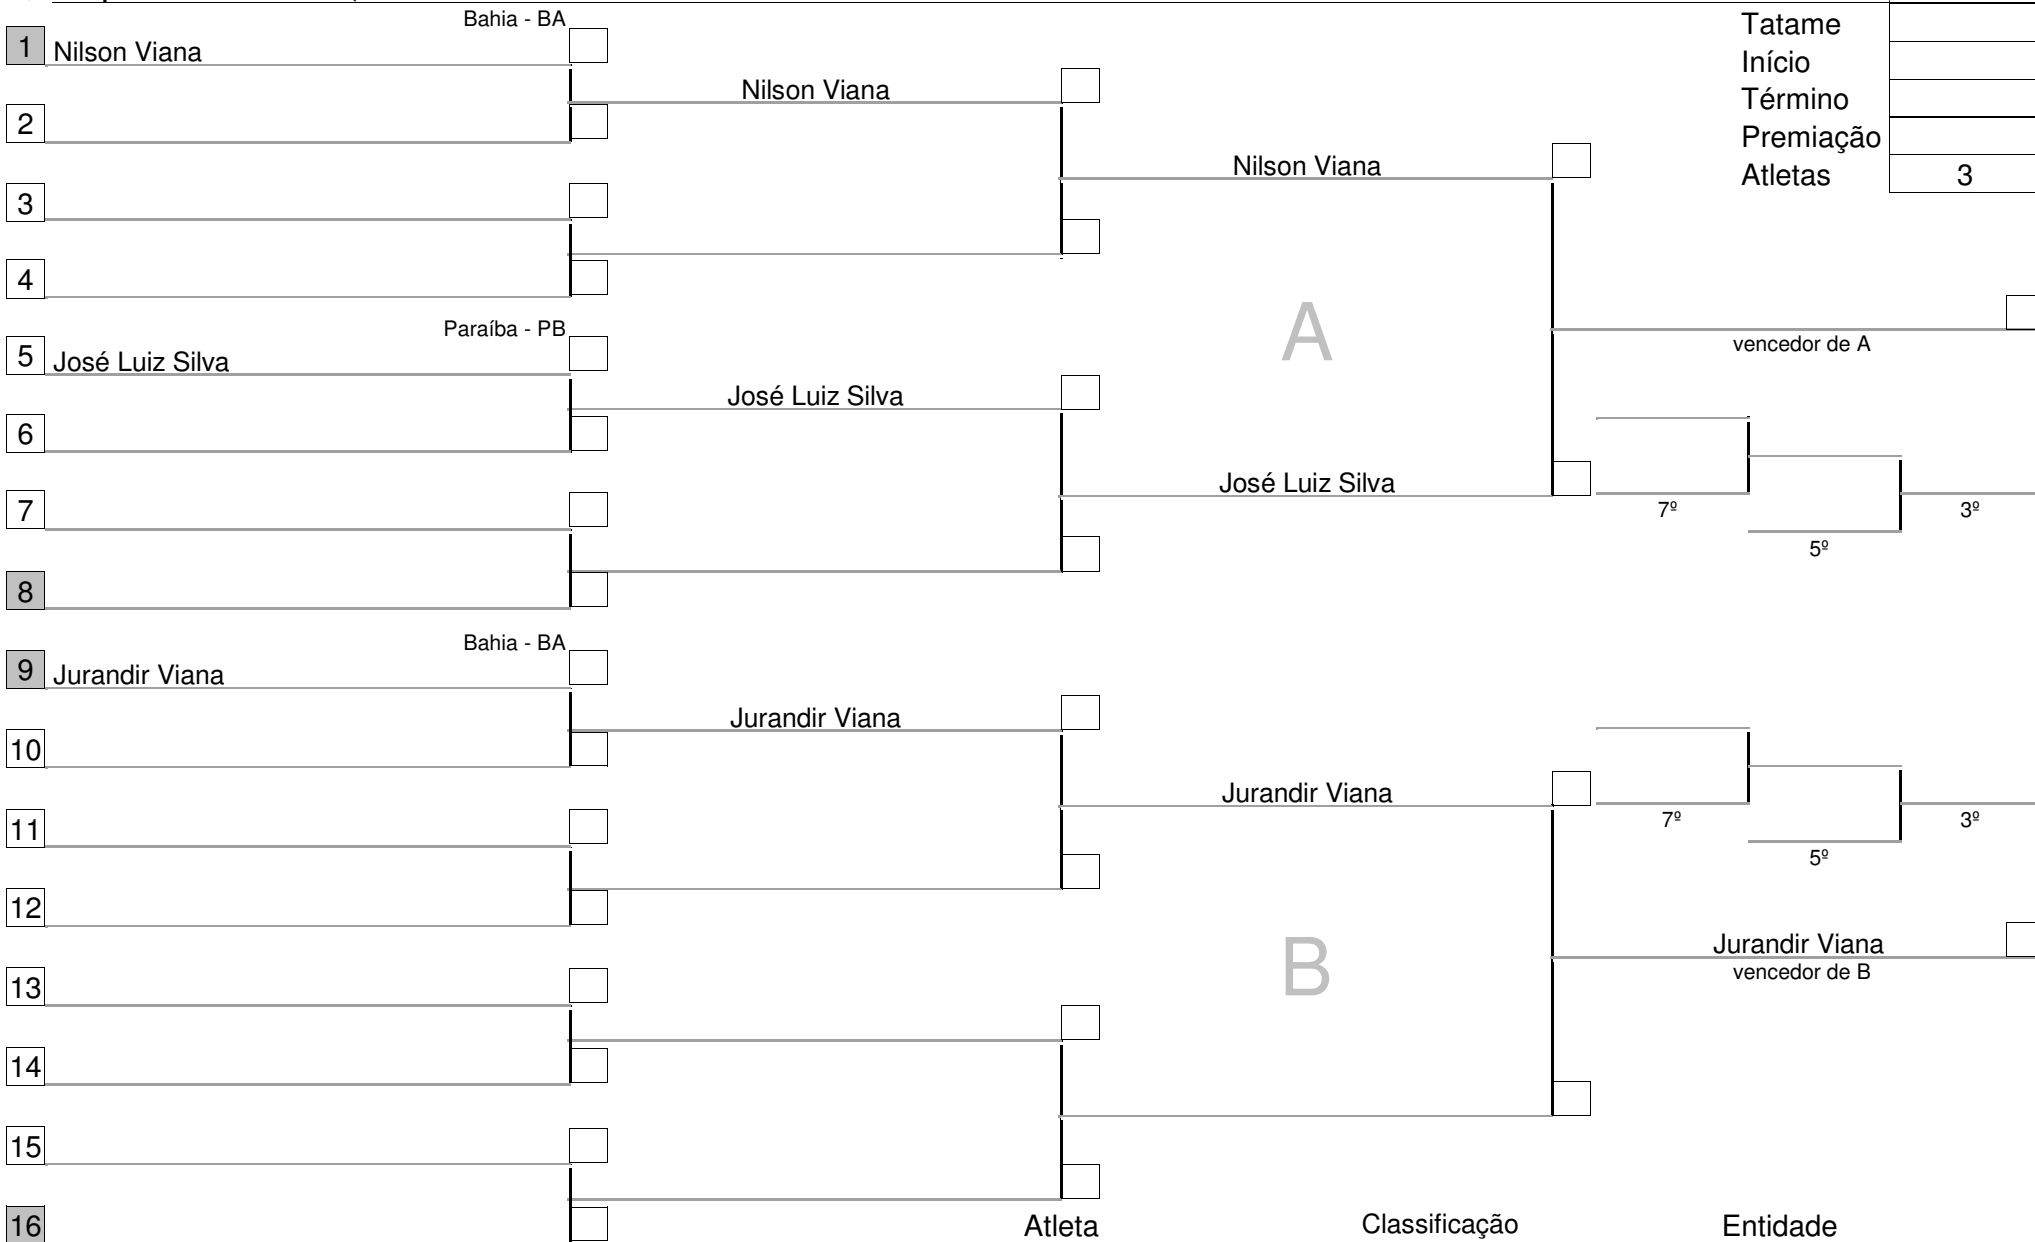 Bahia - BA
1 Nilson Viana
Nilson Viana
2
Nilson Viana
3
4
Tatame
Início
Término
Premiação
Atletas 3
Paraíba - PB
5 José Luiz Silva
José Luiz Silva
A
vencedor de A
6
José Luiz Silva
7
7º
3º
5º
8
Bahia - BA
9 Jurandir Viana
Jurandir Viana
10
Jurandir Viana
7º
3º
5º
11
12
B
Jurandir Viana
vencedor de B
13
14
15
16
Atleta Classificação Entidade